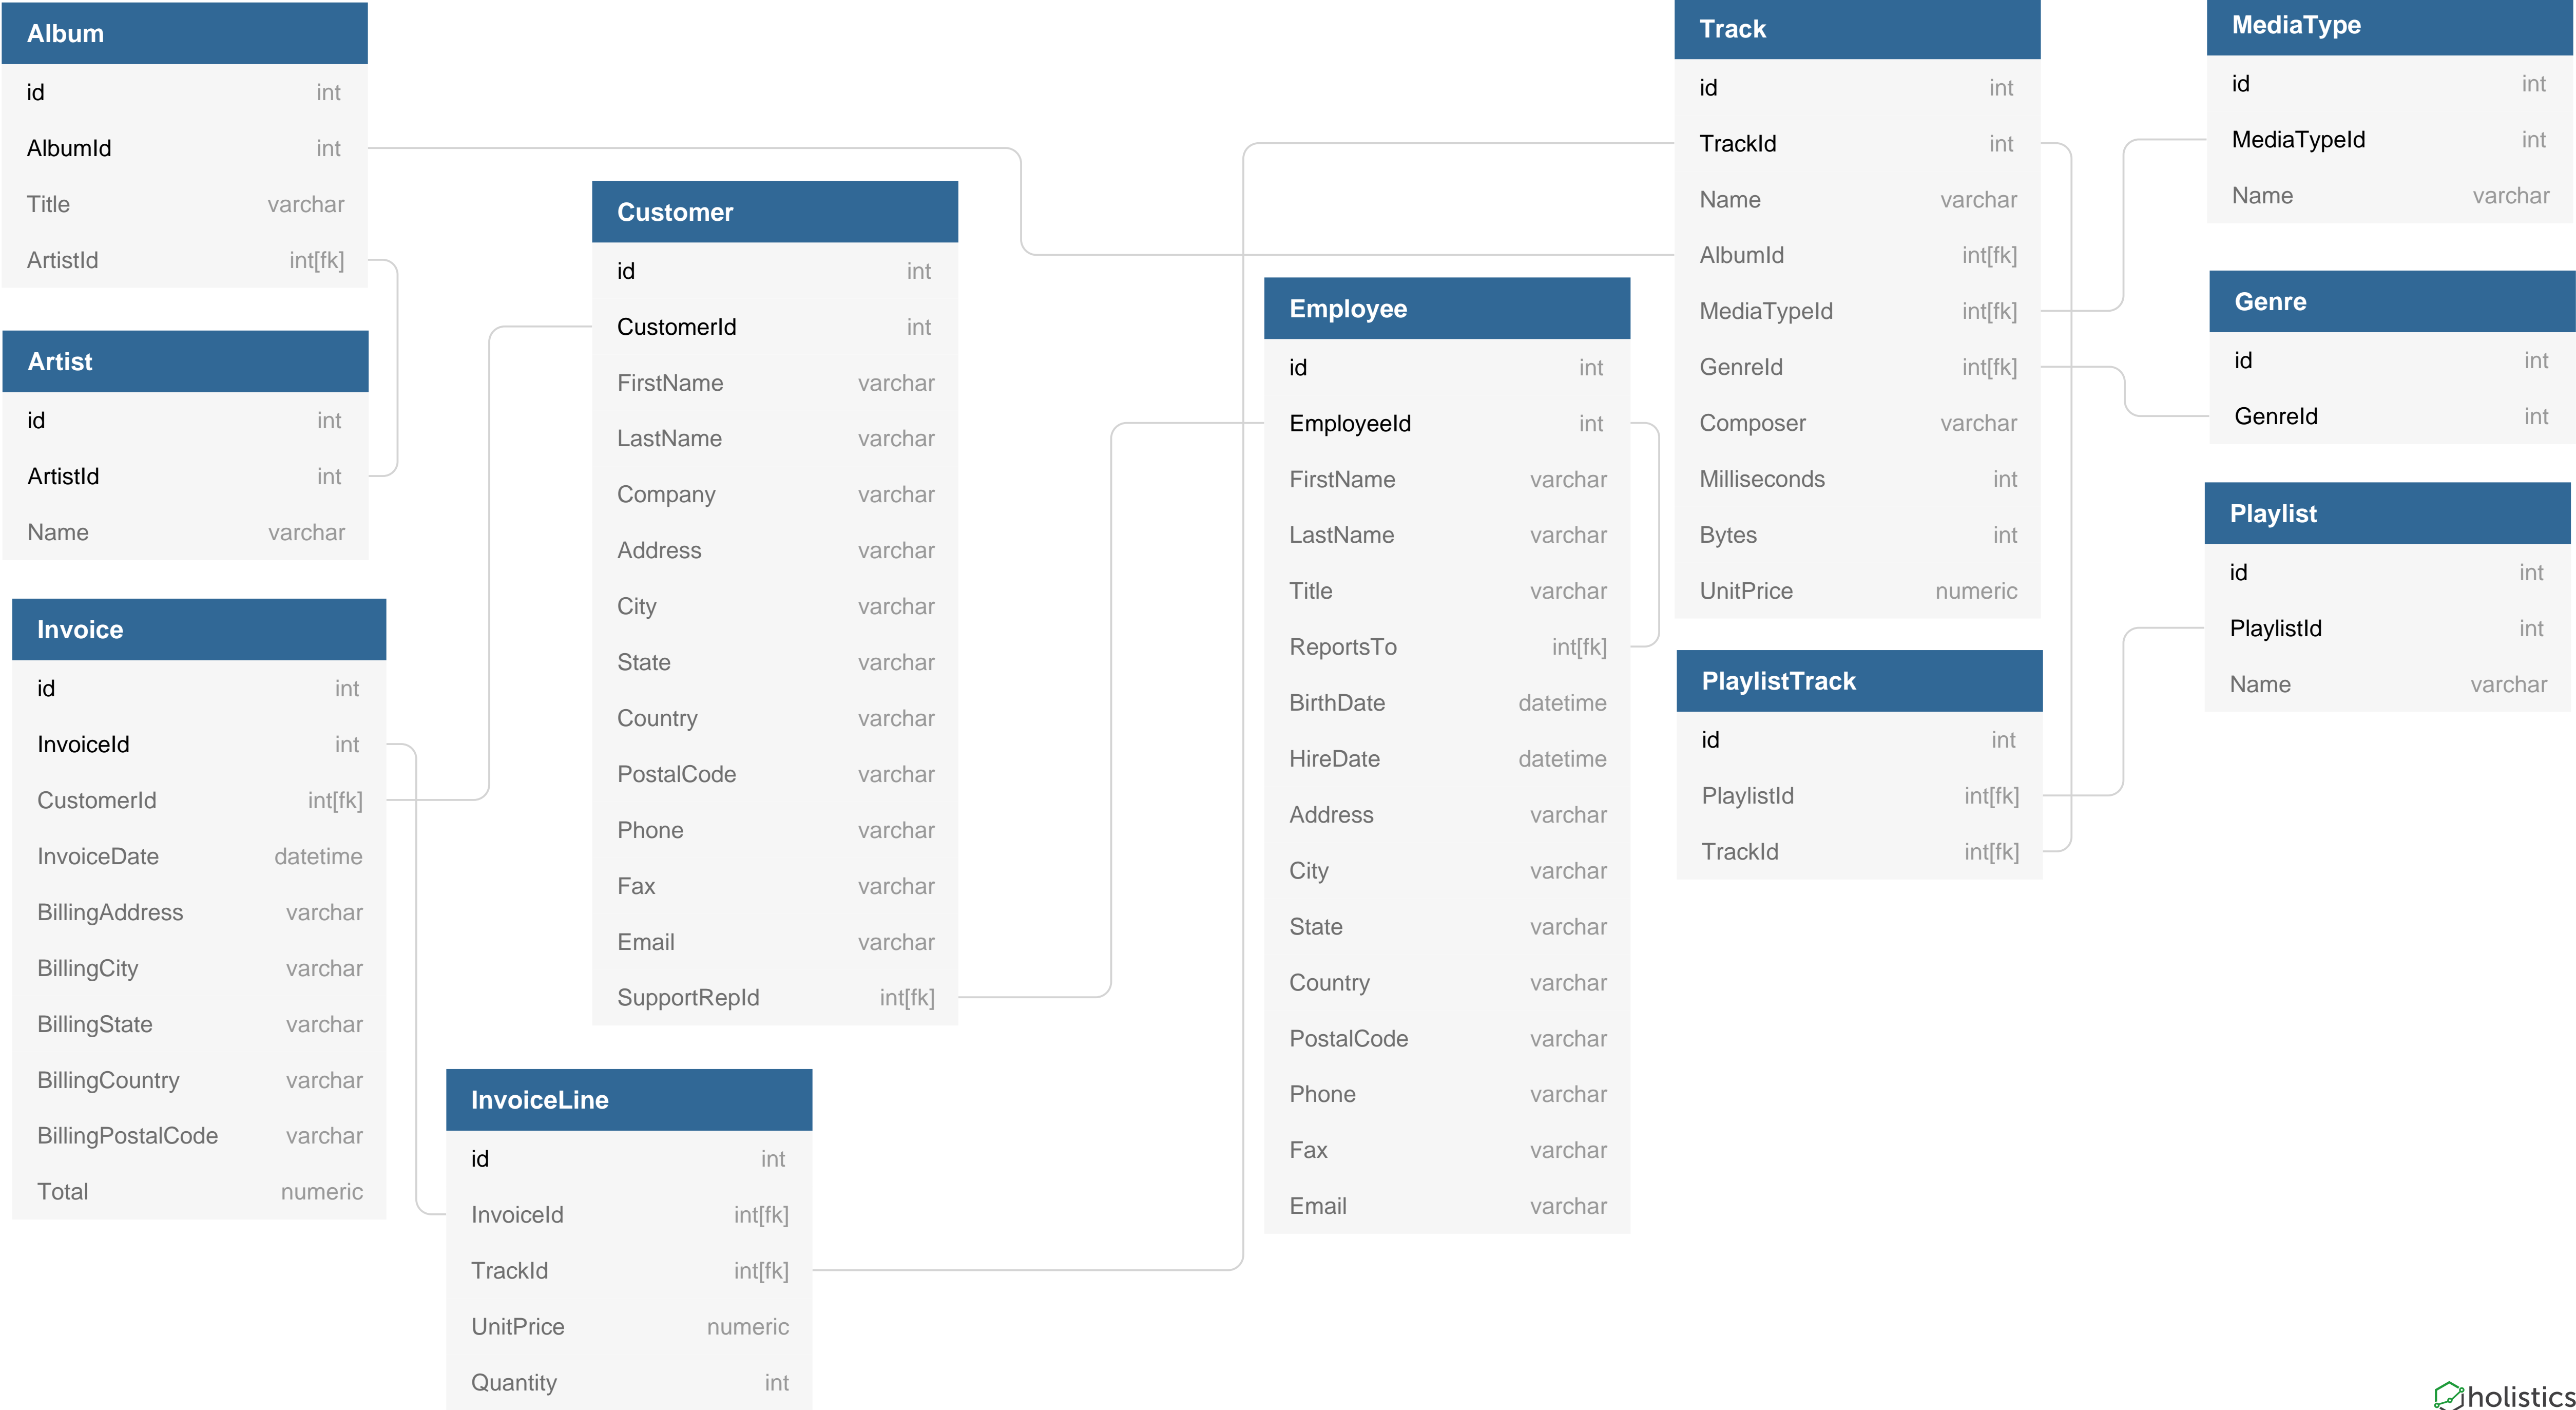 Album
id int
AlbumId int
Title varchar
ArtistId int[fk]
Artist
id int
ArtistId int
Name varchar
Invoice
id int
InvoiceId int
CustomerId int[fk]
InvoiceDate datetime
BillingAddress varchar
BillingCity varchar
BillingState varchar
BillingCountry varchar
BillingPostalCode varchar
Total numeric
Customer
id int
CustomerId int
FirstName varchar
LastName varchar
Company varchar
Address varchar
City varchar
State varchar
Country varchar
PostalCode varchar
Phone varchar
Fax varchar
Email varchar
SupportRepId int[fk]
InvoiceLine
id int
InvoiceId int[fk]
TrackId int[fk]
UnitPrice numeric
Quantity int
Employee
id int
EmployeeId int
FirstName varchar
LastName varchar
Title varchar
ReportsTo int[fk]
BirthDate datetime
HireDate datetime
Address varchar
City varchar
State varchar
Country varchar
PostalCode varchar
Phone varchar
Fax varchar
Email varchar
Track
id int
TrackId int
Name varchar
AlbumId int[fk]
MediaTypeId int[fk]
GenreId int[fk]
Composer varchar
Milliseconds int
Bytes int
UnitPrice numeric
PlaylistTrack
id int
PlaylistId int[fk]
TrackId int[fk]
MediaType
id int
MediaTypeId int
Name varchar
Genre
id int
GenreId int
Playlist
id int
PlaylistId int
Name varchar
holistics